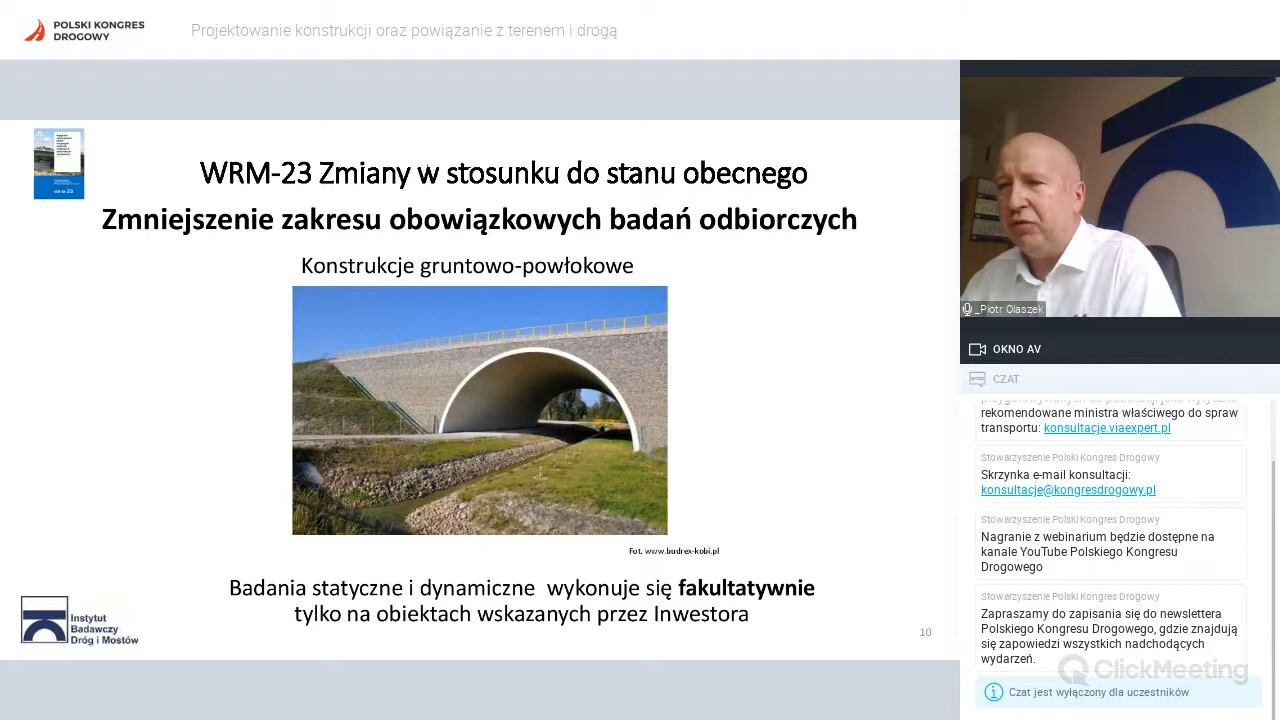 POLSKI KONGRES
DROGOWY
Projektowanie konstrukcji oraz powiązanie z terenem i drogą
WRM-23 Zmiany w stosunku do stanu obecnego
Zmniejszenie zakresu obowiązkowych badań odbiorczych
Konstrukcje gruntowo-powłokowe
Fot. www.budrex-kobi.pl
Badania statyczne i dynamiczne wykonuje się fakultatywnie
tylko na obiektach wskazanych przez Inwestora
Instytut
Badawczy
Dróg i Mostów
10
_Piotr Olaszek
OKNO AV
CZAT
rekomendowane ministra właściwego do spraw
transportu: konsultacje.viaexpert.pl
Stowarzyszenie Polski Kongres Drogowy
Skrzynka e-mail konsultacji:
konsultacje@kongresdrogowy.pl
Stowarzyszenie Polski Kongres Drogowy
Nagranie z webinarium będzie dostępne na
kanale YouTube Polskiego Kongresu
Drogowego
Stowarzyszenie Polski Kongres Drogowy
Zapraszamy do zapisania się do newslettera
Polskiego Kongresu Drogowego, gdzie znajdują
się zapowiedzi wszystkich nadchodzących
wydarzeń.
ClickMeeting
Czat jest wyłączony dla uczestników